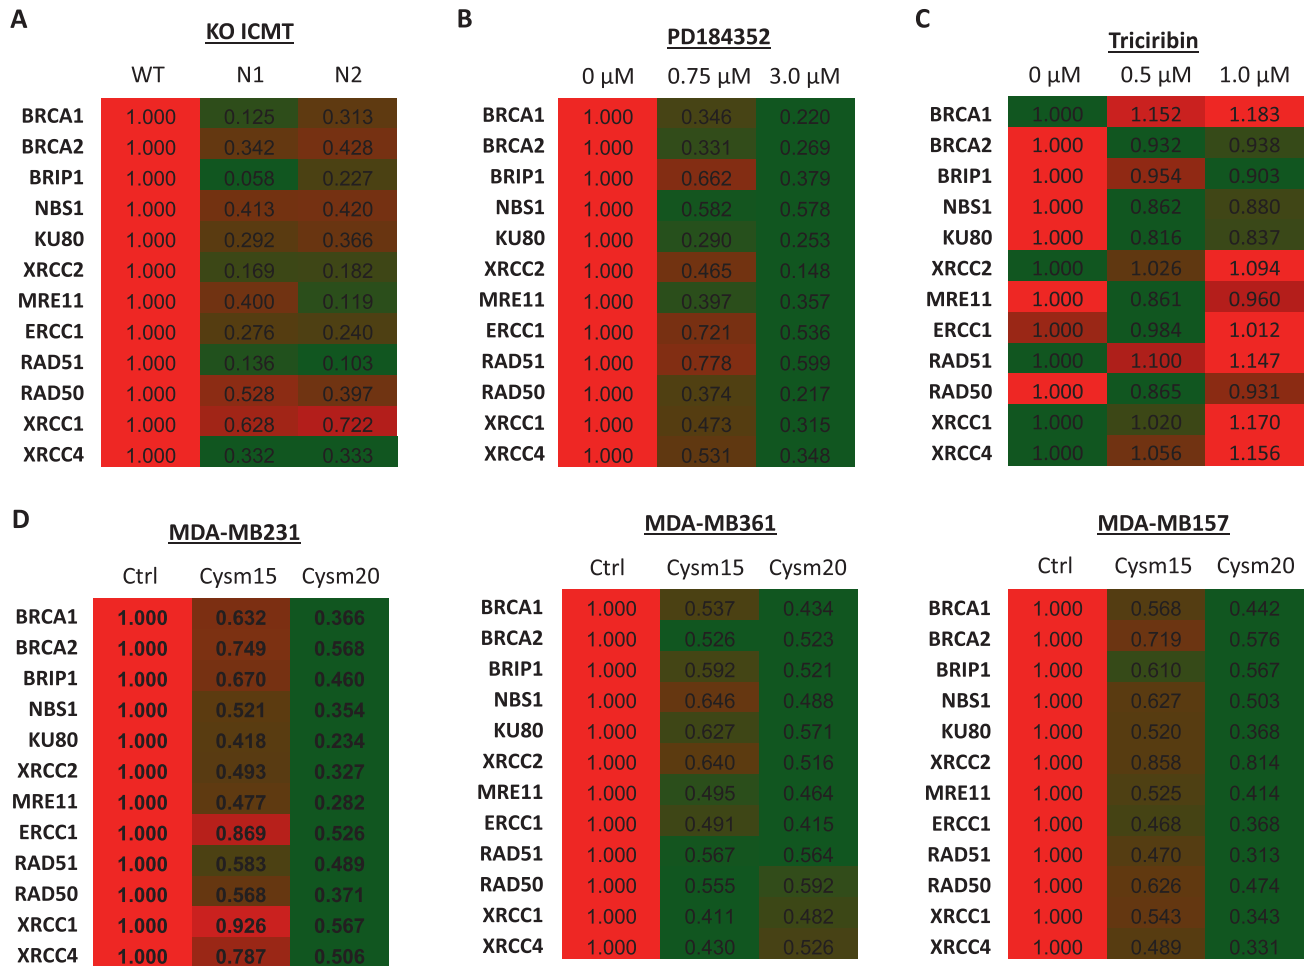 A
KO ICMT
WT N1 N2
BRCA1 1.000 0.125 0.313
BRCA2 1.000 0.342 0.428
BRIP1 1.000 0.058 0.227
NBS1 1.000 0.413 0.420
KU80 1.000 0.292 0.366
XRCC2 1.000 0.169 0.182
MRE11 1.000 0.400 0.119
ERCC1 1.000 0.276 0.240
RAD51 1.000 0.136 0.103
RAD50 1.000 0.528 0.397
XRCC1 1.000 0.628 0.722
XRCC4 1.000 0.332 0.333
B
PD184352
0 µM 0.75 µM 3.0 µM
BRCA1 1.000 0.346 0.220
BRCA2 1.000 0.331 0.269
BRIP1 1.000 0.662 0.379
NBS1 1.000 0.582 0.578
KU80 1.000 0.290 0.253
XRCC2 1.000 0.465 0.148
MRE11 1.000 0.397 0.357
ERCC1 1.000 0.721 0.536
RAD51 1.000 0.778 0.599
RAD50 1.000 0.374 0.217
XRCC1 1.000 0.473 0.315
XRCC4 1.000 0.531 0.348
C
Triciribin
0 µM 0.5 µM 1.0 µM
BRCA1 1.000 1.152 1.183
BRCA2 1.000 0.932 0.938
BRIP1 1.000 0.954 0.903
NBS1 1.000 0.862 0.880
KU80 1.000 0.816 0.837
XRCC2 1.000 1.026 1.094
MRE11 1.000 0.861 0.960
ERCC1 1.000 0.984 1.012
RAD51 1.000 1.100 1.147
RAD50 1.000 0.865 0.931
XRCC1 1.000 1.020 1.170
XRCC4 1.000 1.056 1.156
D
MDA-MB231
Ctrl Cysm15 Cysm20
BRCA1 1.000 0.632 0.366
BRCA2 1.000 0.749 0.568
BRIP1 1.000 0.670 0.460
NBS1 1.000 0.521 0.354
KU80 1.000 0.418 0.234
XRCC2 1.000 0.493 0.327
MRE11 1.000 0.477 0.282
ERCC1 1.000 0.869 0.526
RAD51 1.000 0.583 0.489
RAD50 1.000 0.568 0.371
XRCC1 1.000 0.926 0.567
XRCC4 1.000 0.787 0.506
MDA-MB361
Ctrl Cysm15 Cysm20
BRCA1 1.000 0.537 0.434
BRCA2 1.000 0.526 0.523
BRIP1 1.000 0.592 0.521
NBS1 1.000 0.646 0.488
KU80 1.000 0.627 0.571
XRCC2 1.000 0.640 0.516
MRE11 1.000 0.495 0.464
ERCC1 1.000 0.491 0.415
RAD51 1.000 0.567 0.564
RAD50 1.000 0.555 0.592
XRCC1 1.000 0.411 0.482
XRCC4 1.000 0.430 0.526
MDA-MB157
Ctrl Cysm15 Cysm20
BRCA1 1.000 0.568 0.442
BRCA2 1.000 0.719 0.576
BRIP1 1.000 0.610 0.567
NBS1 1.000 0.627 0.503
KU80 1.000 0.520 0.368
XRCC2 1.000 0.858 0.814
MRE11 1.000 0.525 0.414
ERCC1 1.000 0.468 0.368
RAD51 1.000 0.470 0.313
RAD50 1.000 0.626 0.474
XRCC1 1.000 0.543 0.343
XRCC4 1.000 0.489 0.331